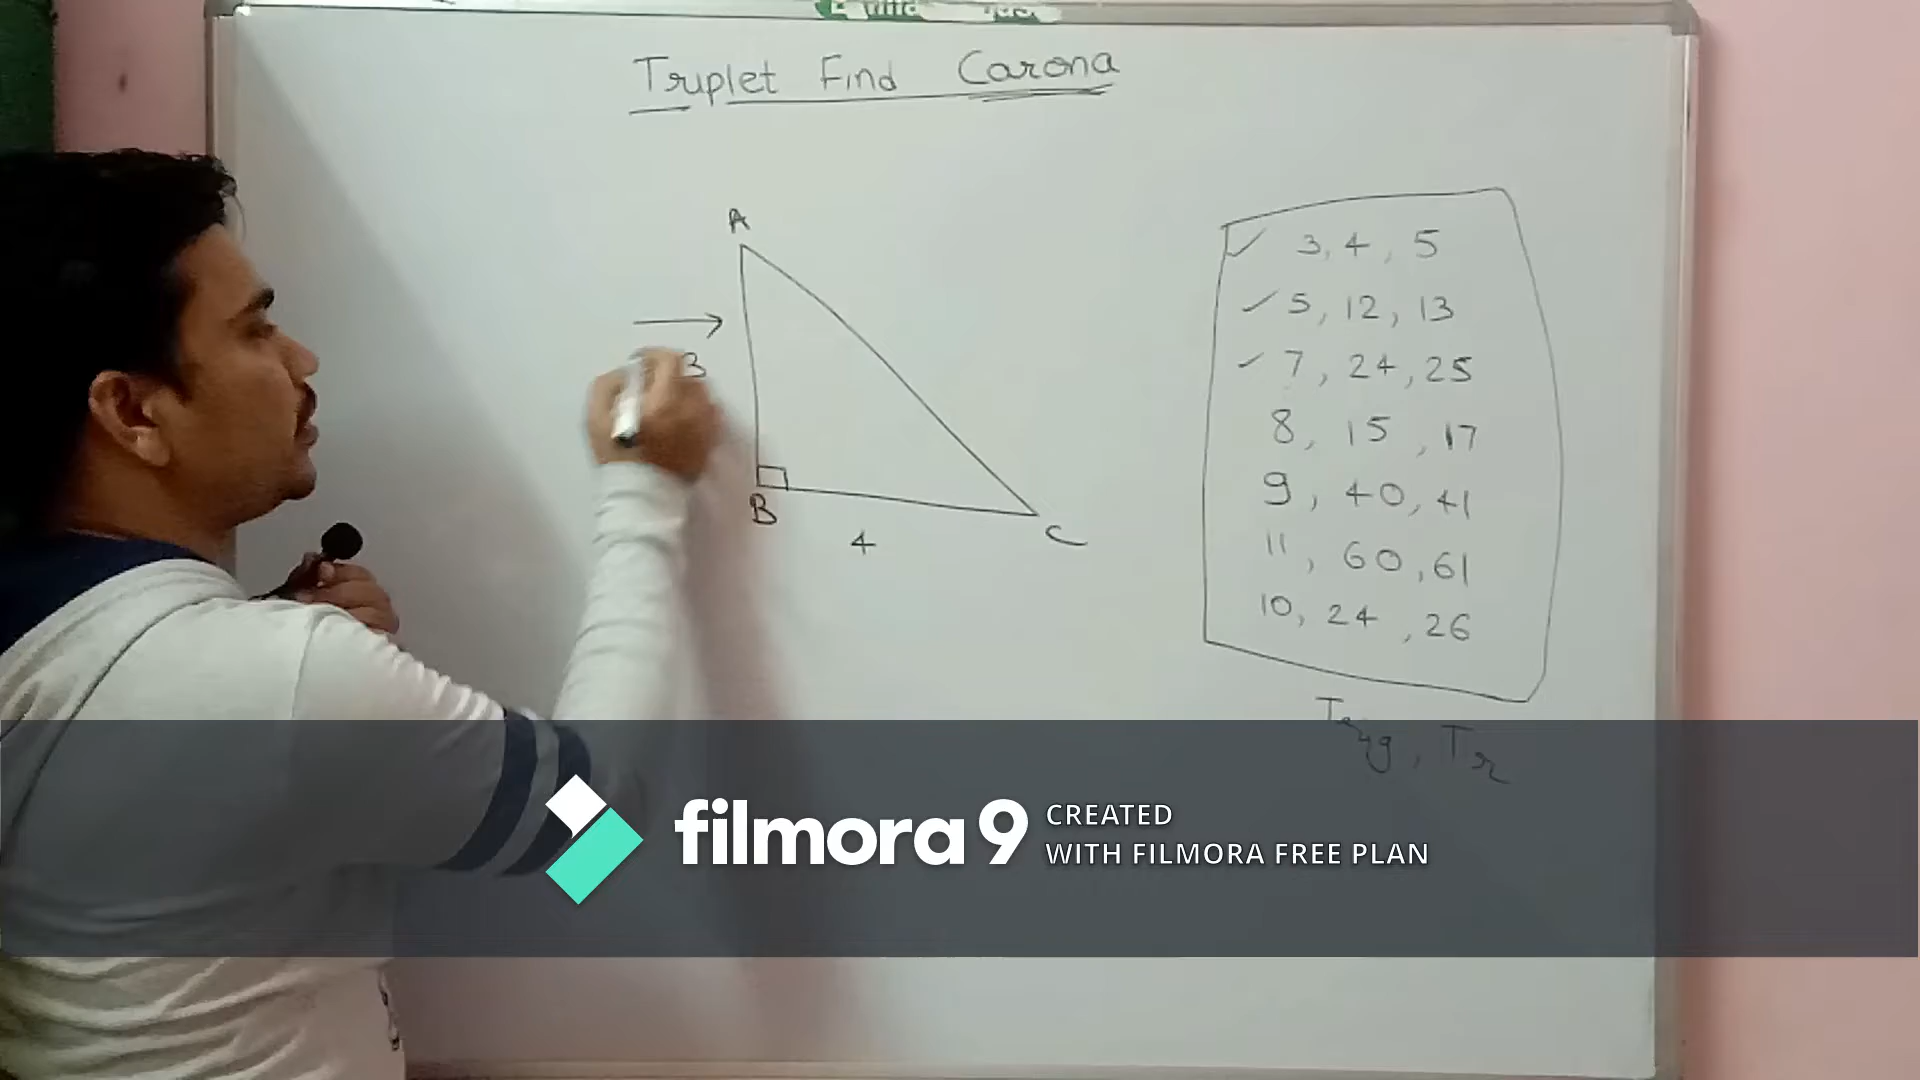 Triplet Find Carona
A
3
B
4
C
3, 4, 5
5, 12, 13
7, 24, 25
8, 15, 17
9, 40, 41
11, 60, 61
10, 24, 26
filmora 9
CREATED
WITH FILMORA FREE PLAN